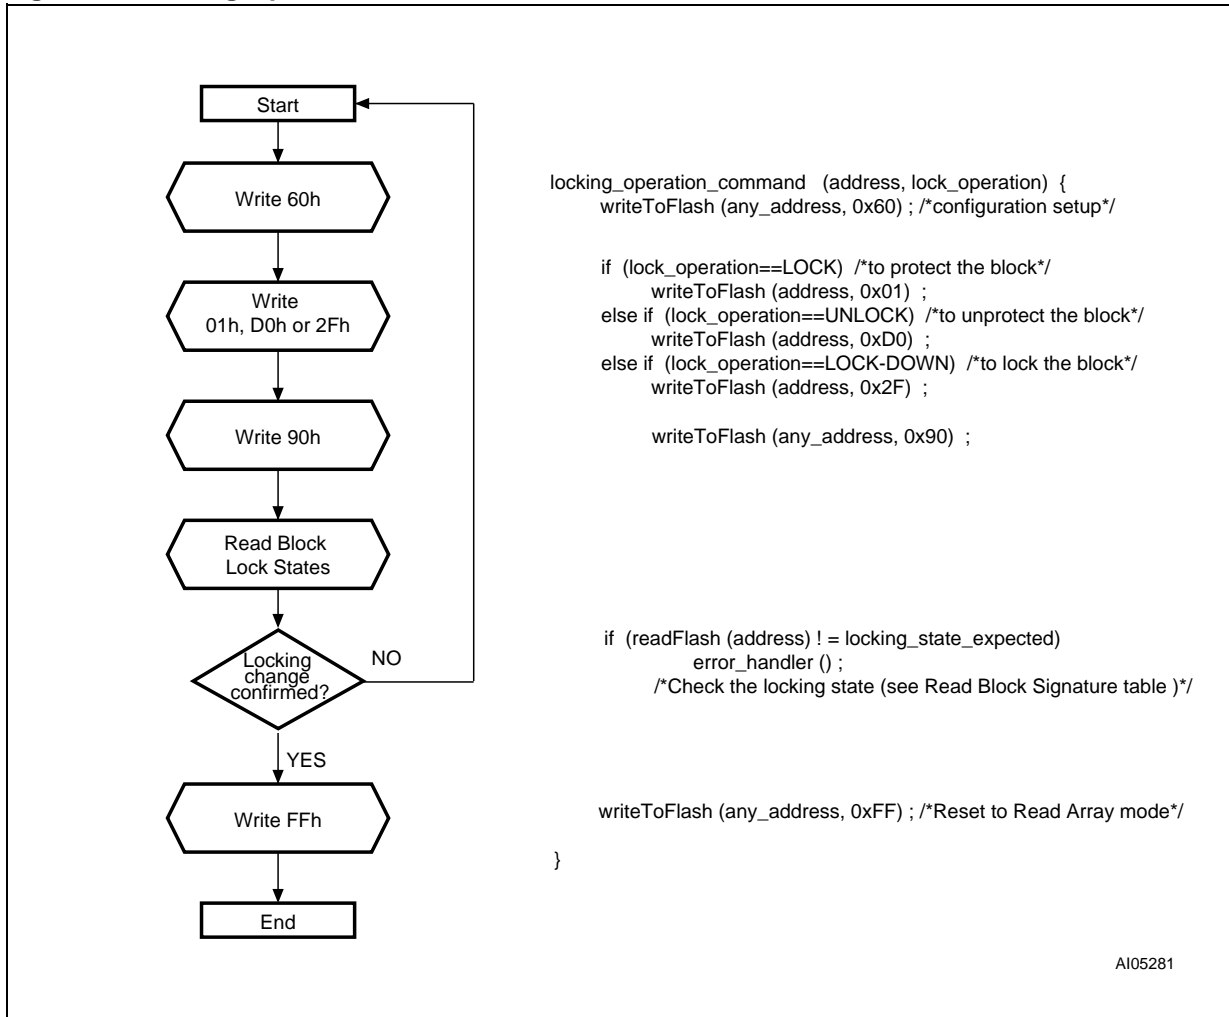 Start
Write 60h
locking_operation_command (address, lock_operation) {
writeToFlash (any_address, 0x60) ; /*configuration setup*/
if (lock_operation==LOCK) /*to protect the block*/
writeToFlash (address, 0x01) ;
else if (lock_operation==UNLOCK) /*to unprotect the block*/
writeToFlash (address, 0xD0) ;
else if (lock_operation==LOCK-DOWN) /*to lock the block*/
writeToFlash (address, 0x2F) ;
Write
01h, D0h or 2Fh
Write 90h
writeToFlash (any_address, 0x90) ;
Read Block
Lock States
Locking
change
confirmed?
NO
if (readFlash (address) ! = locking_state_expected)
error_handler () ;
/*Check the locking state (see Read Block Signature table )*/
YES
Write FFh
writeToFlash (any_address, 0xFF) ; /*Reset to Read Array mode*/
}
End
AI05281